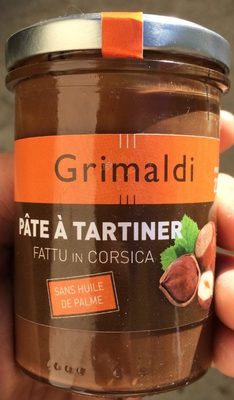 Grimaldi
PÂTE À TARTINER
FATTU IN CORSICA
SANS HUILE
DE PALME